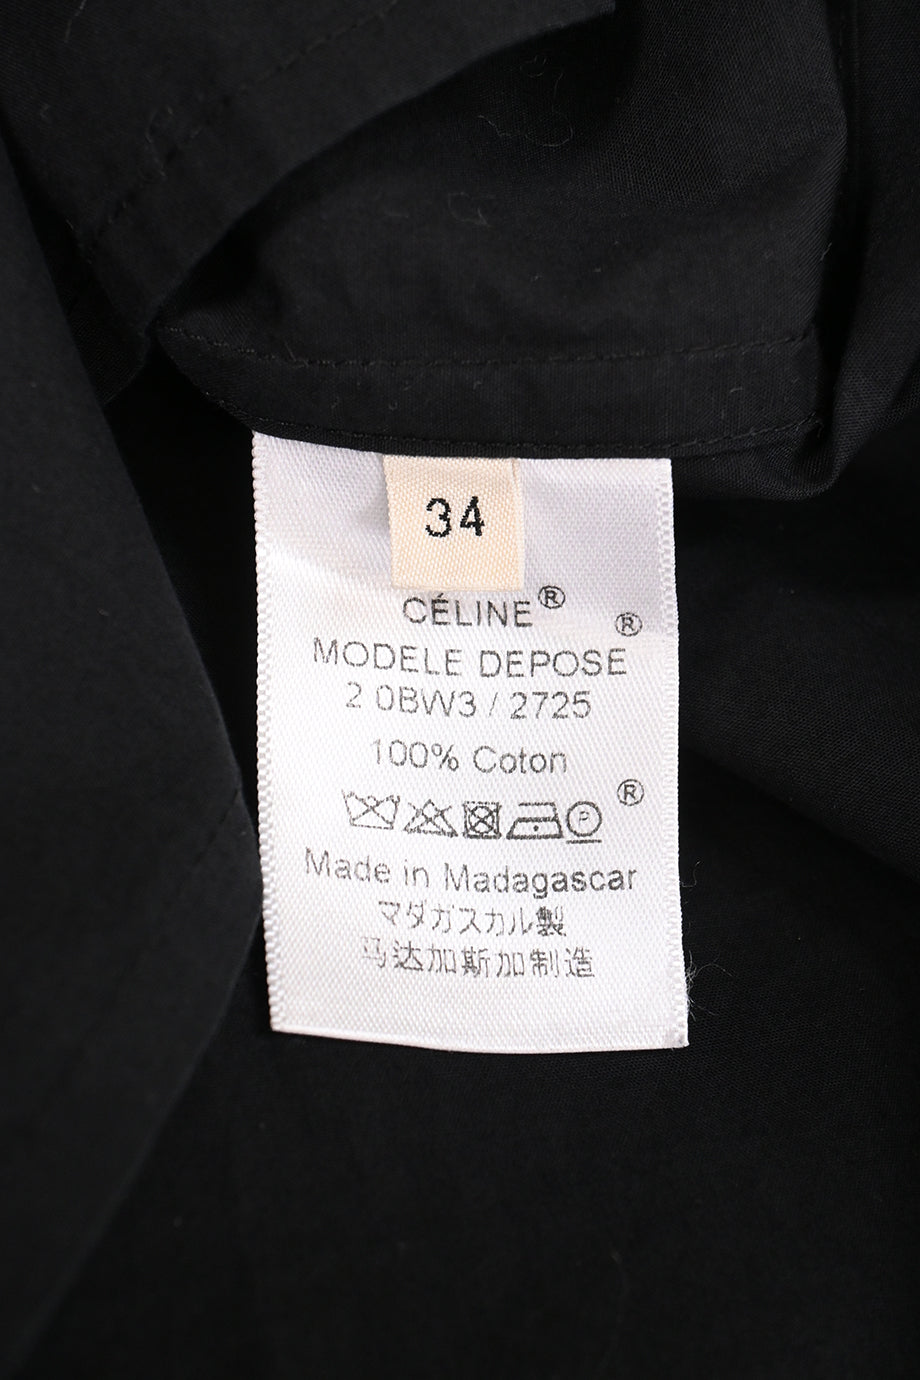 34
CÉLINE®
®
MODELE DEPOSE
2 0BW3 / 2725
100% Coton
®
P
Made in Madagascar
マダガスカル製
马达加斯加制造